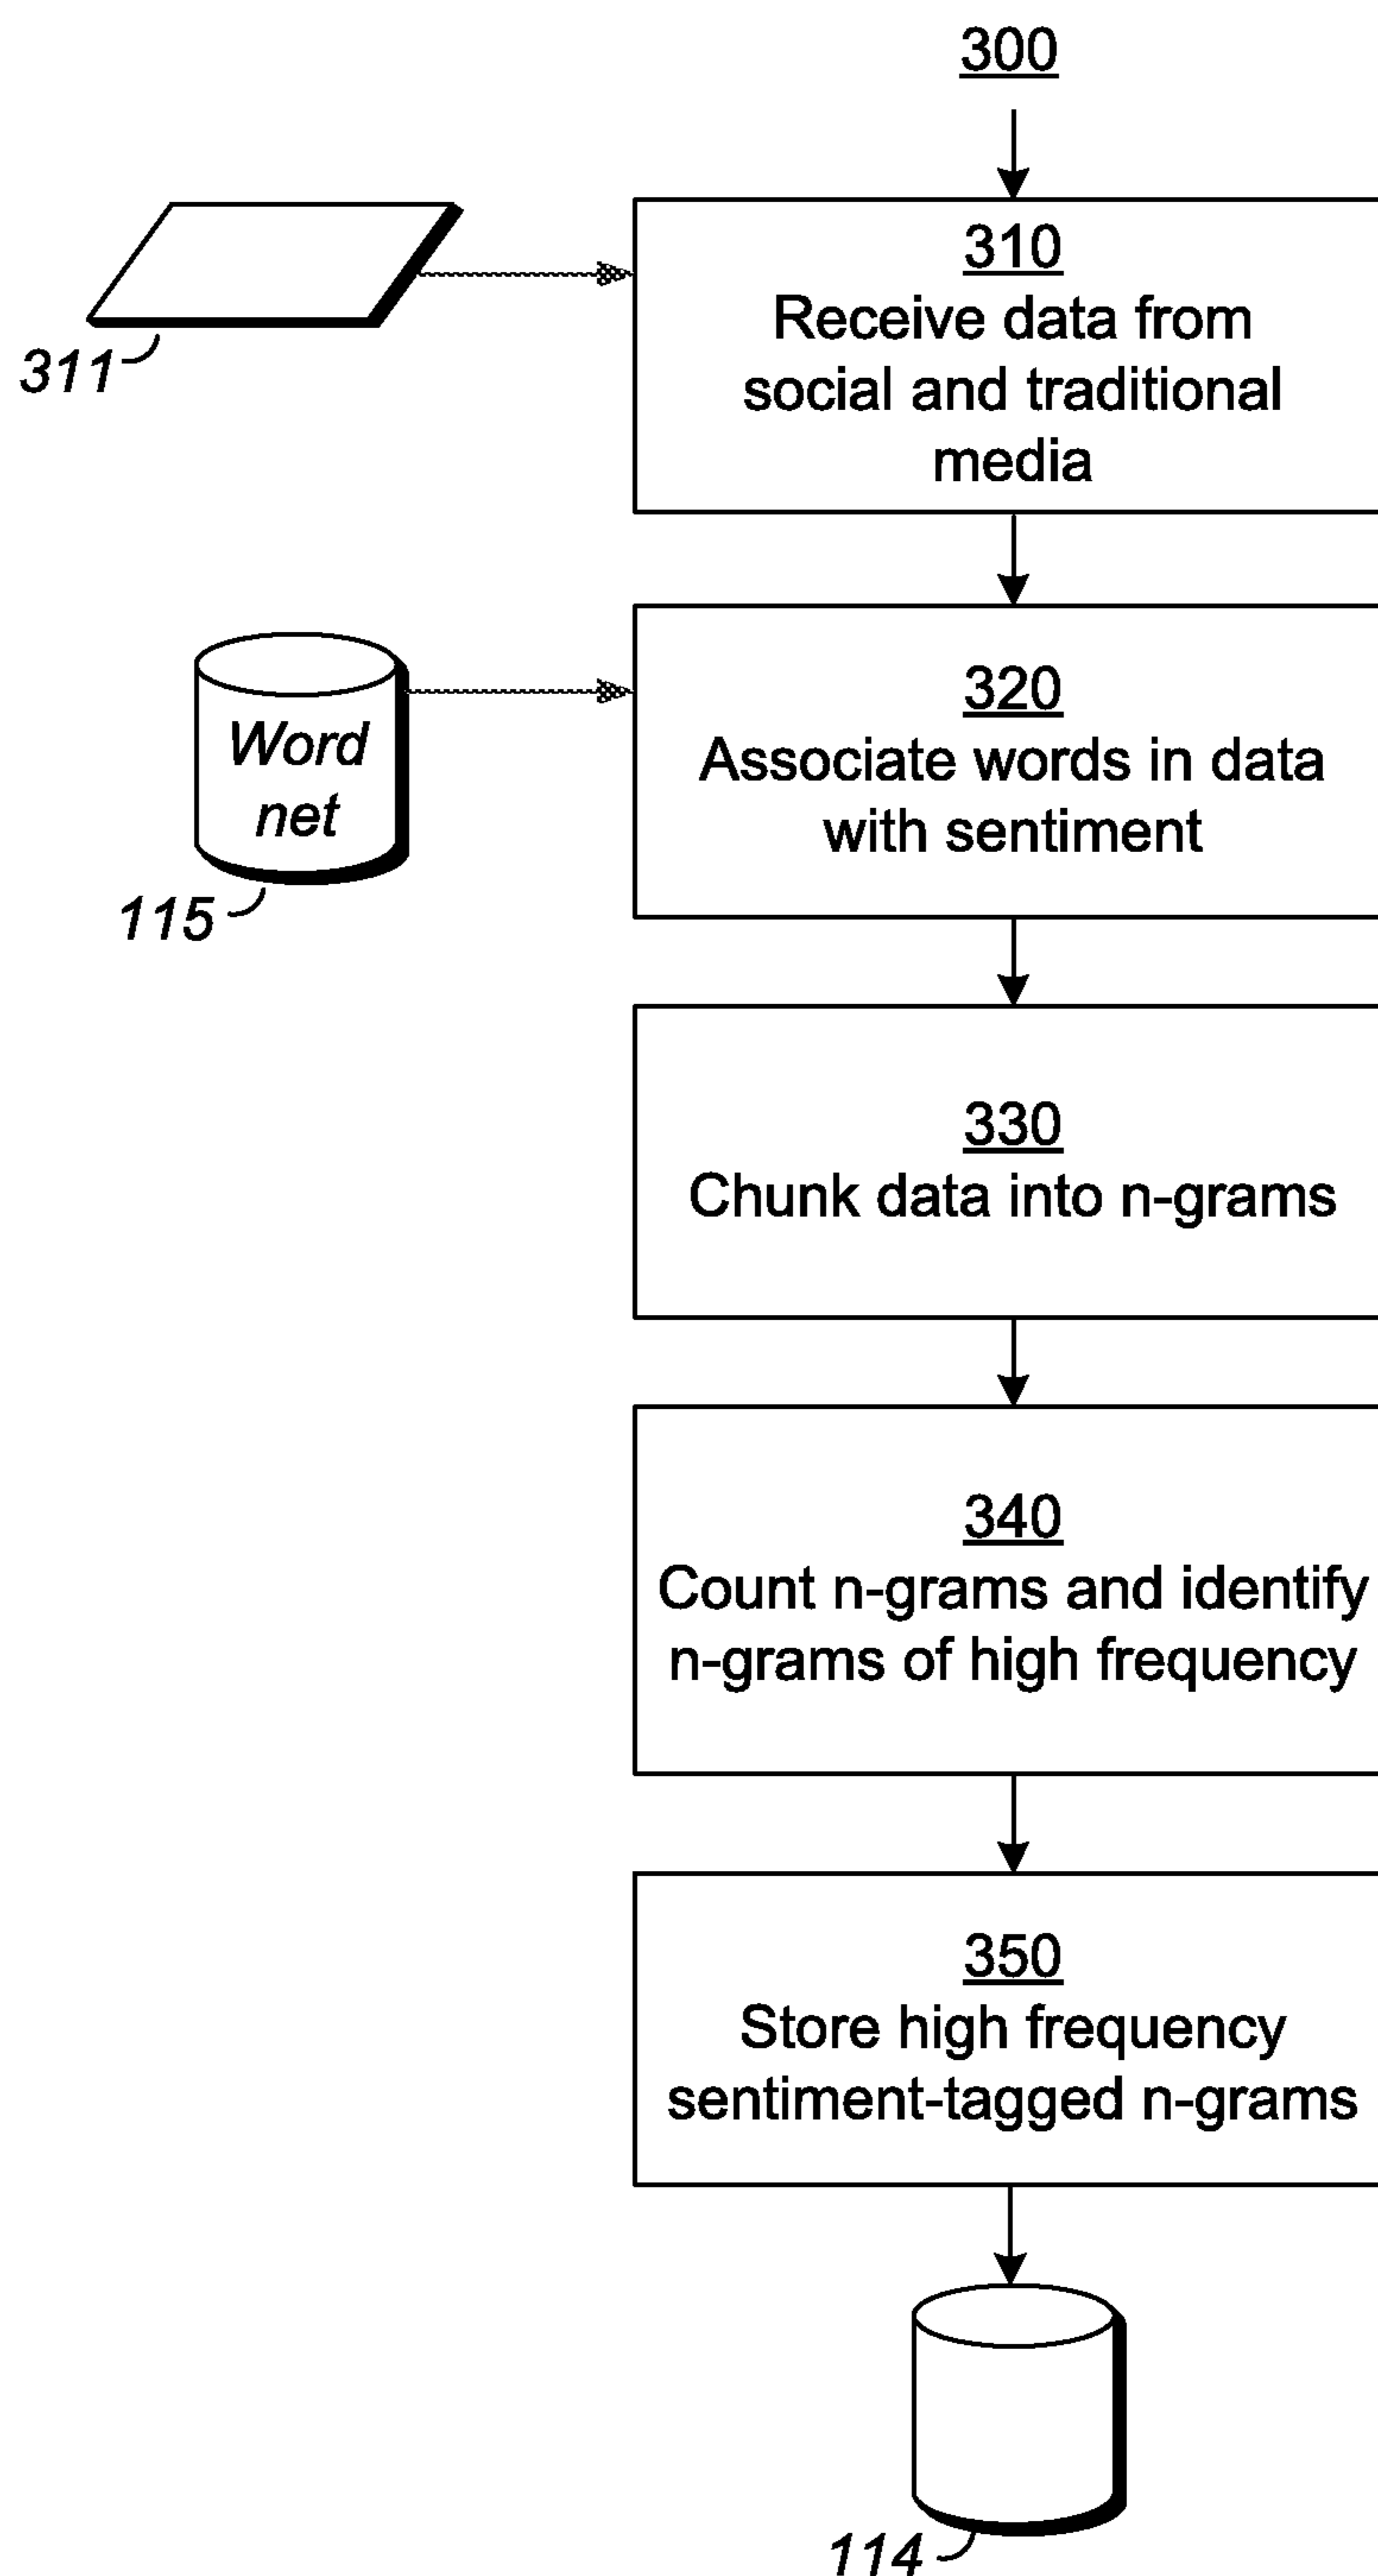 300
310
Receive data from
social and traditional
media
311
320
Associate words in data
with sentiment
Word
net
115
330
Chunk data into n-grams
340
Count n-grams and identify
n-grams of high frequency
350
Store high frequency
sentiment-tagged n-grams
114